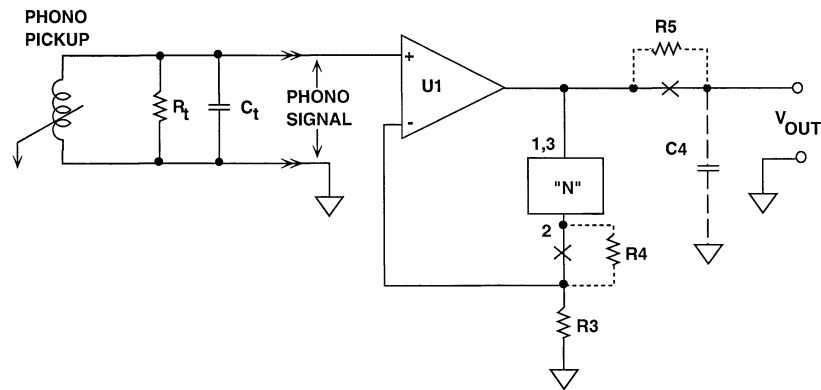 PHONO
PICKUP
Rt
Ct
PHONO
SIGNAL
+
-
U1
R5
1,3
"N"
2
R4
R3
C4
VOUT